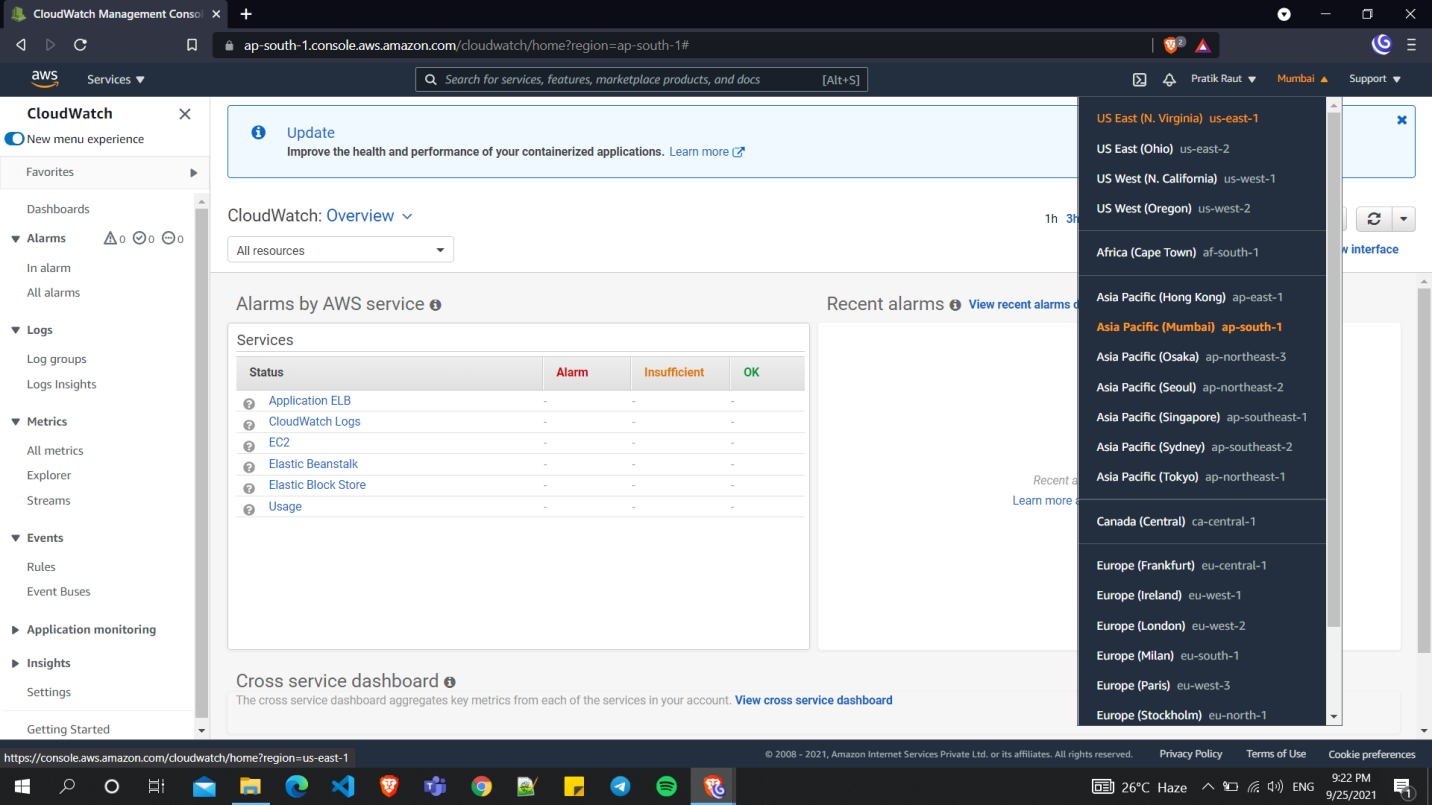 CloudWatch Management Conso
ap-south-1.console.aws.amazon.com/cloudwatch/home?region=ap-south-1#
2
aws
Services
Search for services, features, marketplace products, and docs
[Alt+S]
Pratik Raut
Mumbai
Support
CloudWatch
New menu experience
Favorites
Dashboards
Alarms
0
0
0
In alarm
All alarms
Logs
Log groups
Logs Insights
Metrics
All metrics
Explorer
Streams
Events
Rules
Event Buses
Application monitoring
Insights
Settings
Getting Started
Update
Improve the health and performance of your containerized applications. Learn more
CloudWatch: Overview
1h 3h
All resources
w interface
Alarms by AWS service
Services
Status Alarm Insufficient OK
Application ELB - - -
CloudWatch Logs - - -
EC2 - - -
Elastic Beanstalk - - -
Elastic Block Store - - -
Usage - - -
Recent alarms View recent alarms d
Recent a
Learn more a
Cross service dashboard
The cross service dashboard aggregates key metrics from each of the services in your account. View cross service dashboard
US East (N. Virginia) us-east-1
US East (Ohio) us-east-2
US West (N. California) us-west-1
US West (Oregon) us-west-2
Africa (Cape Town) af-south-1
Asia Pacific (Hong Kong) ap-east-1
Asia Pacific (Mumbai) ap-south-1
Asia Pacific (Osaka) ap-northeast-3
Asia Pacific (Seoul) ap-northeast-2
Asia Pacific (Singapore) ap-southeast-1
Asia Pacific (Sydney) ap-southeast-2
Asia Pacific (Tokyo) ap-northeast-1
Canada (Central) ca-central-1
Europe (Frankfurt) eu-central-1
Europe (Ireland) eu-west-1
Europe (London) eu-west-2
Europe (Milan) eu-south-1
Europe (Paris) eu-west-3
Europe (Stockholm) eu-north-1
https://console.aws.amazon.com/cloudwatch/home?region=us-east-1
© 2008 - 2021, Amazon Internet Services Private Ltd. or its affiliates. All rights reserved.
Privacy Policy
Terms of Use
Cookie preferences
26°C Haze
ENG
9:22 PM
9/25/2021
1